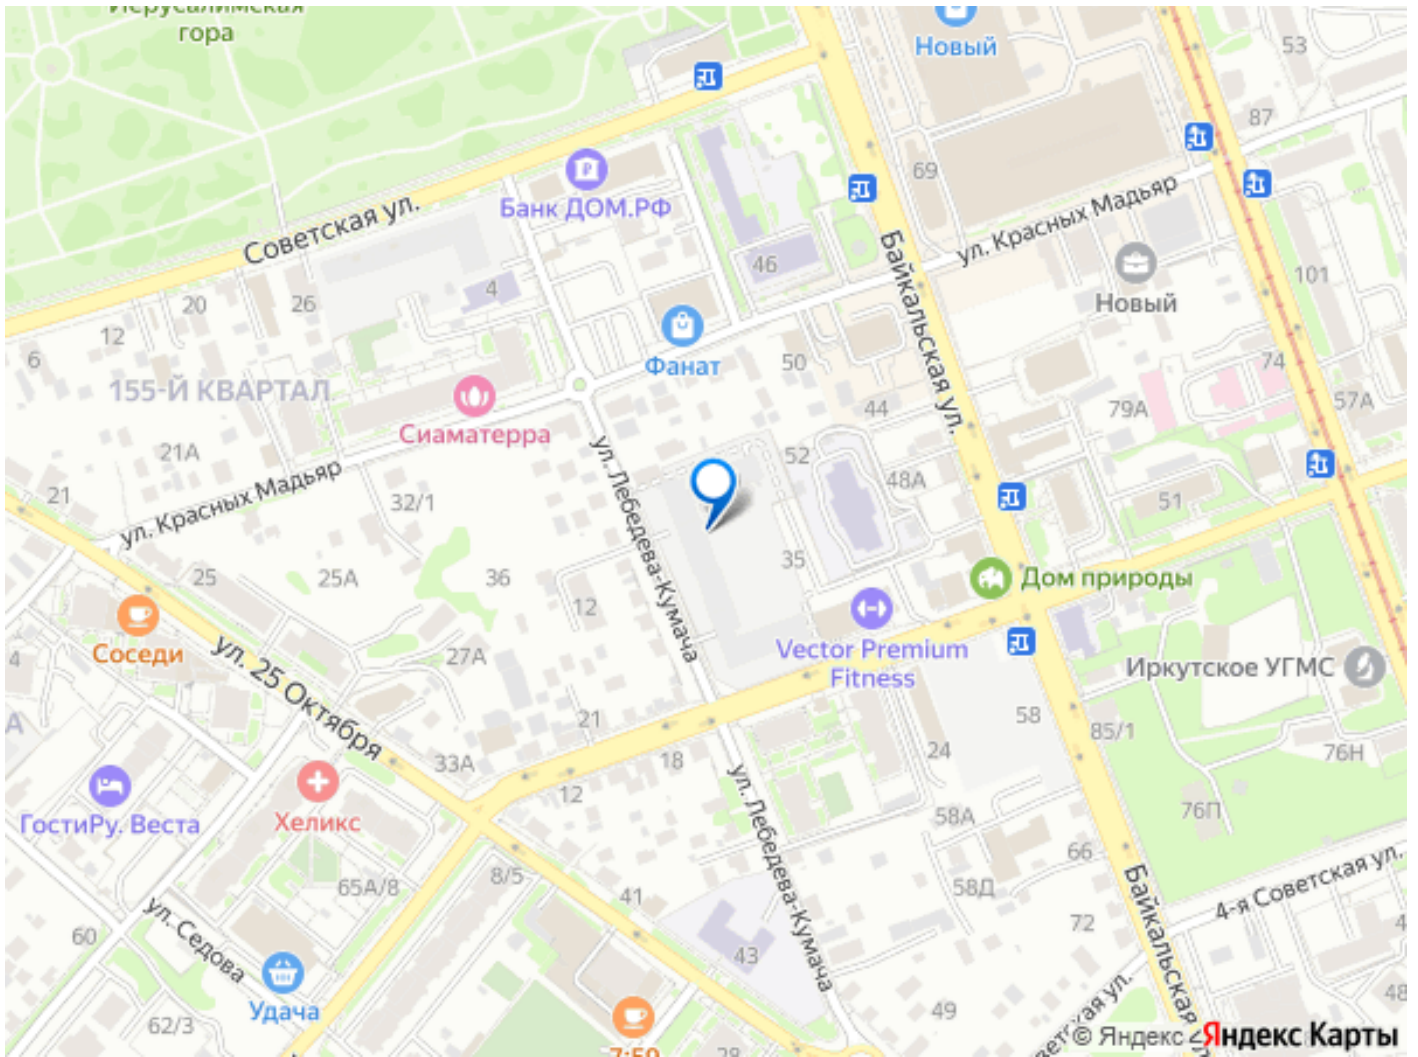 Иерусалимская
гора
Новый
53
87
69
Банк ДОМ.РФ
Советская ул.
ул. Красных Мадьяр
46
4
26
20
12
6
Новый
101
Байкальская ул.
Фанат
50
74
155-Й КВАРТАЛ
57А
44
79А
Сиаматерра
21А
52
48А
51
21
32/1
ул. Красных Мадьяр
ул. Лебедева-Кумача
35
25
25А
36
12
Дом природы
Соседи
4
27А
Vector Premium
Fitness
Иркутское УГМС
ул. 25 Октября
А
21
58
85/1
76Н
24
18
33А
12
ул. Лебедева-Кумача
76П
ГостиРу. Веста
Хеликс
58А
66
65А/8
8/5
41
58Д
Байкальская
4-я Советская ул.
72
60
ул. Седова
43
4
48
Удача
49
62/3
7:50
28
© Яндекс
Яндекс Карты